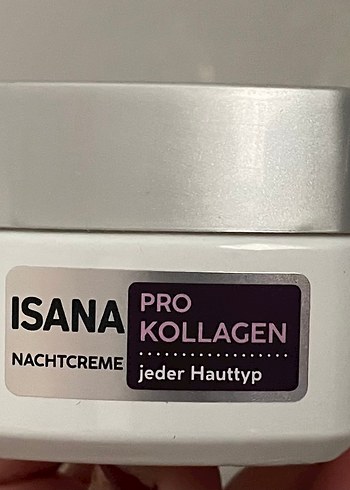 ISANA
NACHTCREME
PRO
KOLLAGEN
jeder Hauttyp